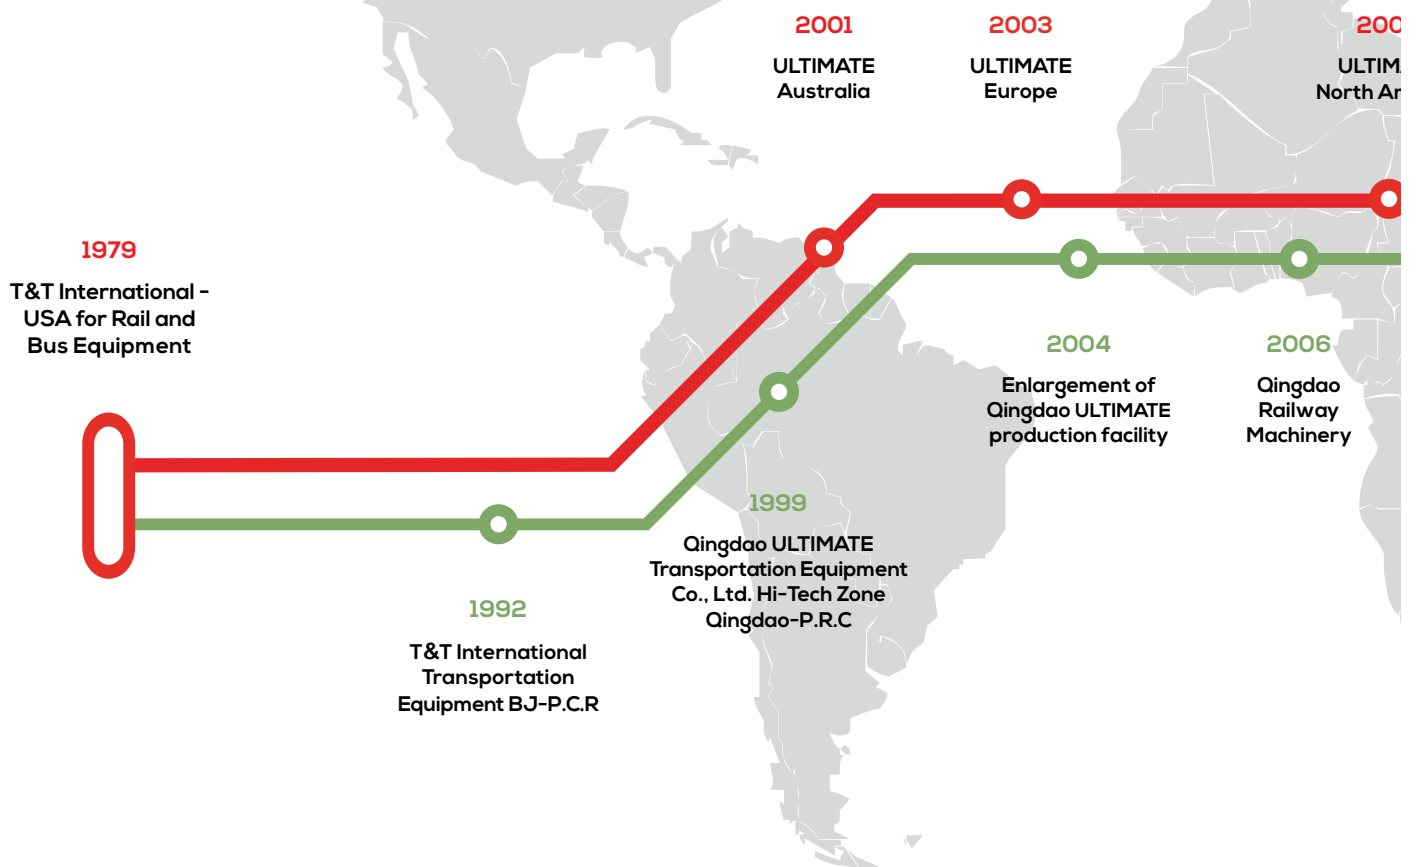 2001
ULTIMATE
Australia
2003
ULTIMATE
Europe
North
1979
T&T International -
USA for Rail and
Bus Equipment
2004
Enlargement of
Qingdao ULTIMATE
production facility
2006
Qingdao
Railway
Machinery
1999
Qingdao ULTIMATE
Transportation Equipment
Co., Ltd. Hi-Tech Zone
Qingdao-P.R.C
1992
T&T International
Transportation
Equipment BJ-P.C.R